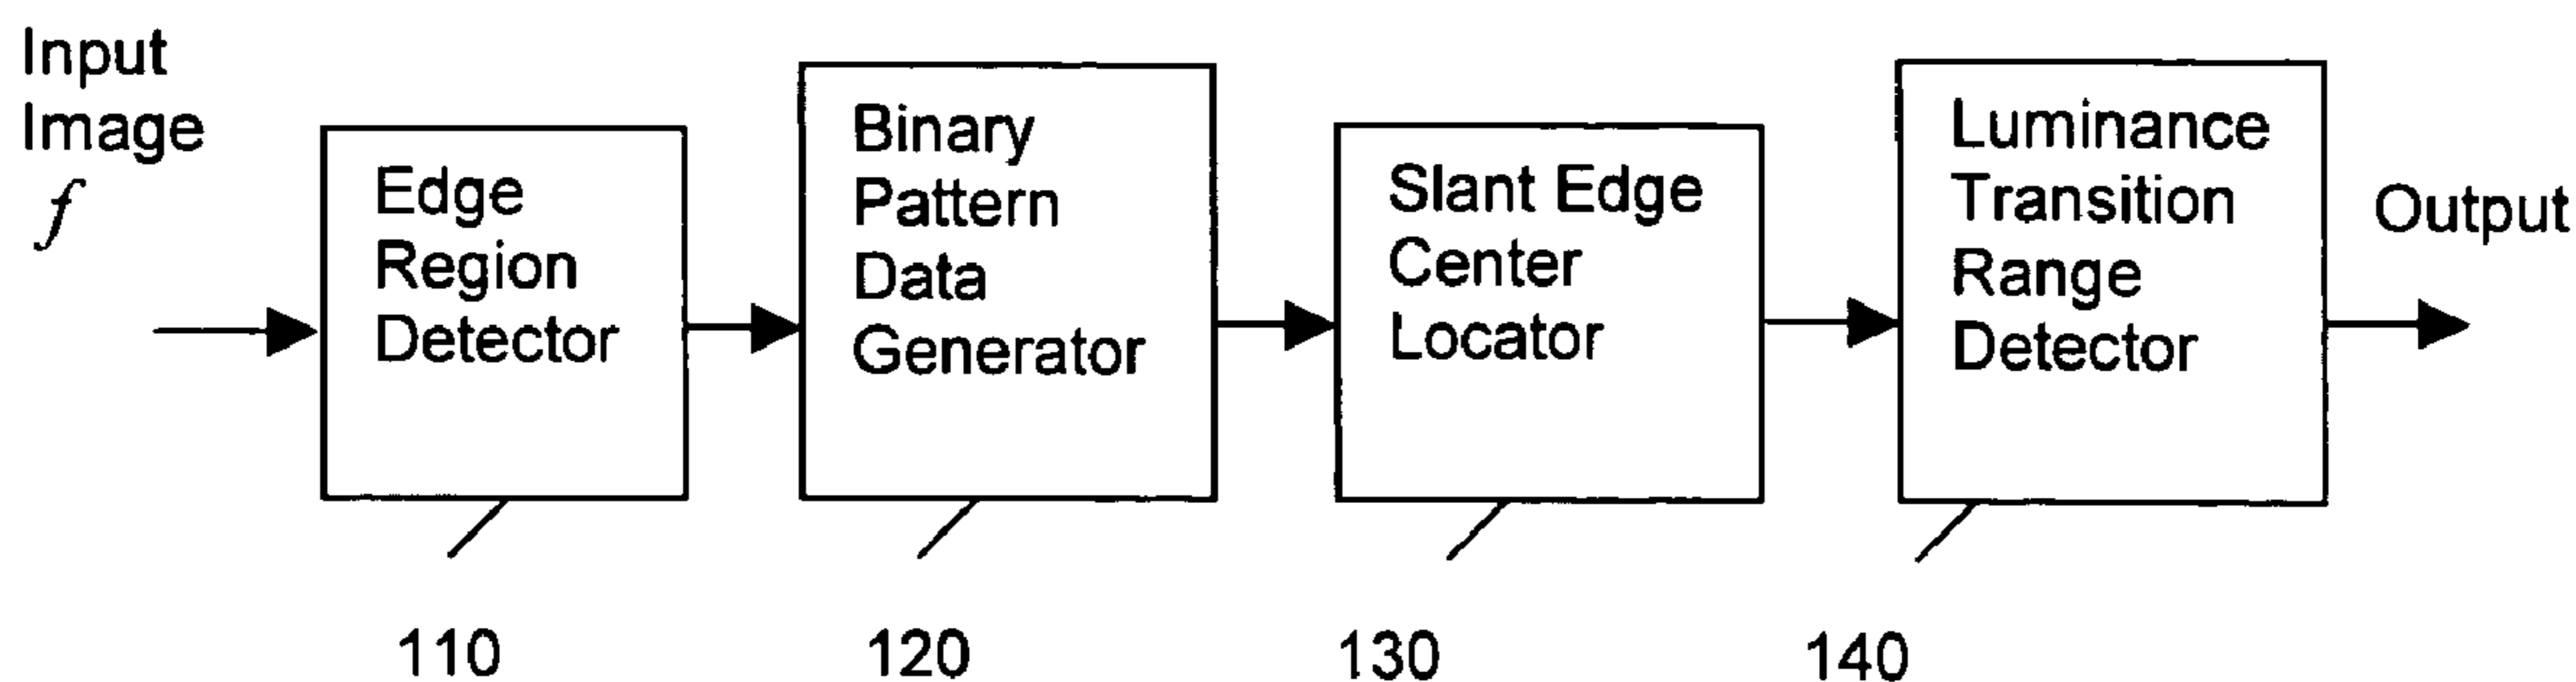 Input
Image
f
Edge
Region
Detector
Binary
Pattern
Data
Generator
Slant Edge
Center
Locator
Luminance
Transition
Range
Detector
Output
110
120
130
140